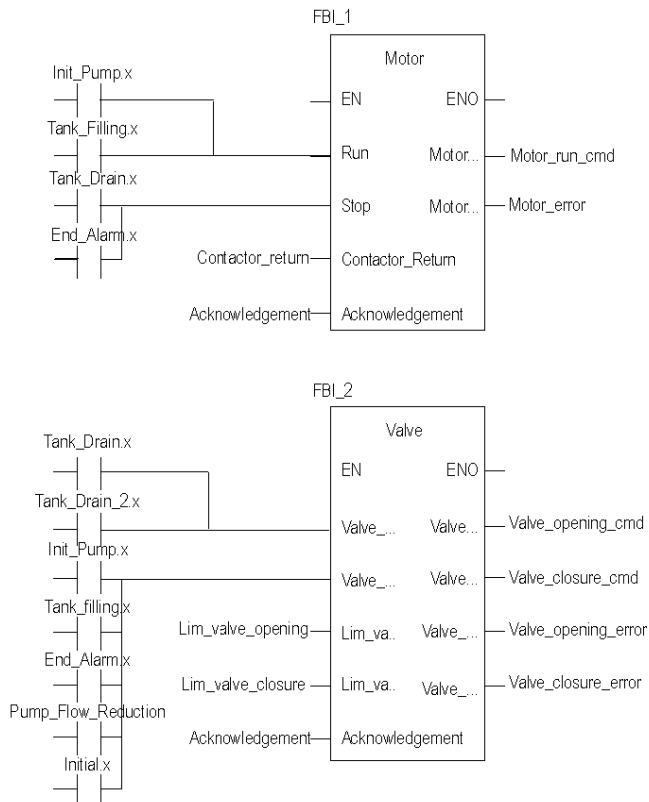 FBI_1
Motor
Init_Pump.x
EN ENO
Tank_Filling.x
Run Motor... Motor_run_cmd
Tank_Drain.x
Stop Motor... Motor_error
End_Alarm.x
Contactor_return Contactor_Return
Acknowledgement Acknowledgement
FBI_2
Valve
Tank_Drain.x
EN ENO
Tank_Drain_2.x
Valve_... Valve... Valve_opening_cmd
Init_Pump.x
Valve_... Valve... Valve_closure_cmd
Tank_filling.x
Lim_valve_opening Lim_va.. Valve_... Valve_opening_error
End_Alarm.x
Lim_valve_closure Lim_va.. Valve_... Valve_closure_error
Pump_Flow_Reduction
Acknowledgement Acknowledgement
Initial.x